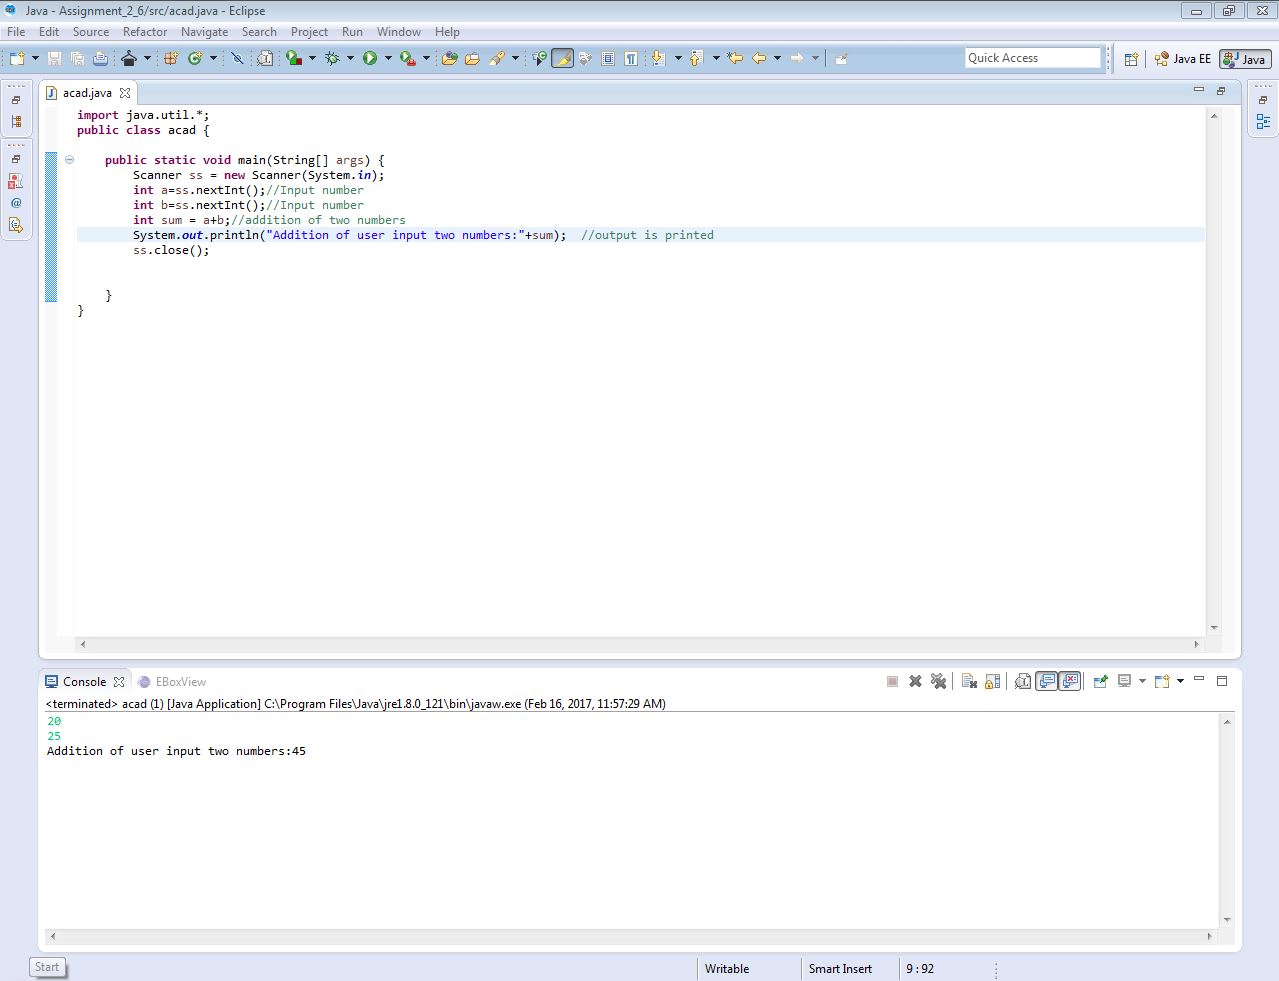 Java - Assignment_2_6/src/acad.java - Eclipse
File Edit Source Refactor Navigate Search Project Run Window Help
Quick Access
Java EE
Java
acad.java
import java.util.*;
public class acad {
public static void main(String[] args) {
Scanner ss = new Scanner(System.in);
int a=ss.nextInt();//Input number
int b=ss.nextInt();//Input number
int sum = a+b;//addition of two numbers
System.out.println("Addition of user input two numbers:"+sum);  //output is printed
ss.close();
}
}
Console EBoxView
<terminated> acad (1) [Java Application] C:\Program Files\Java\jre1.8.0_121\bin\javaw.exe (Feb 16, 2017, 11:57:29 AM)
20
25
Addition of user input two numbers:45
Start
Writable Smart Insert 9 : 92